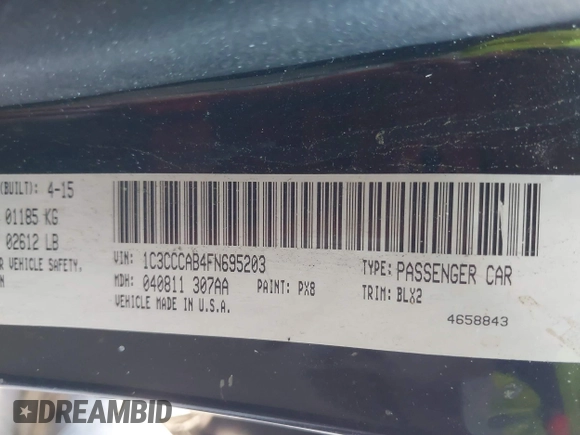 (BUILT): 4-15
01185 KG
02612 LB
VEHICLE SAFETY,
VIN: 1C3CCCAB4FN695203
TYPE: PASSENGER CAR
MDH: 040811 307AA
PAINT: PX8
TRIM: BLX2
VEHICLE MADE IN U.S.A.
4658843
DREAMBID